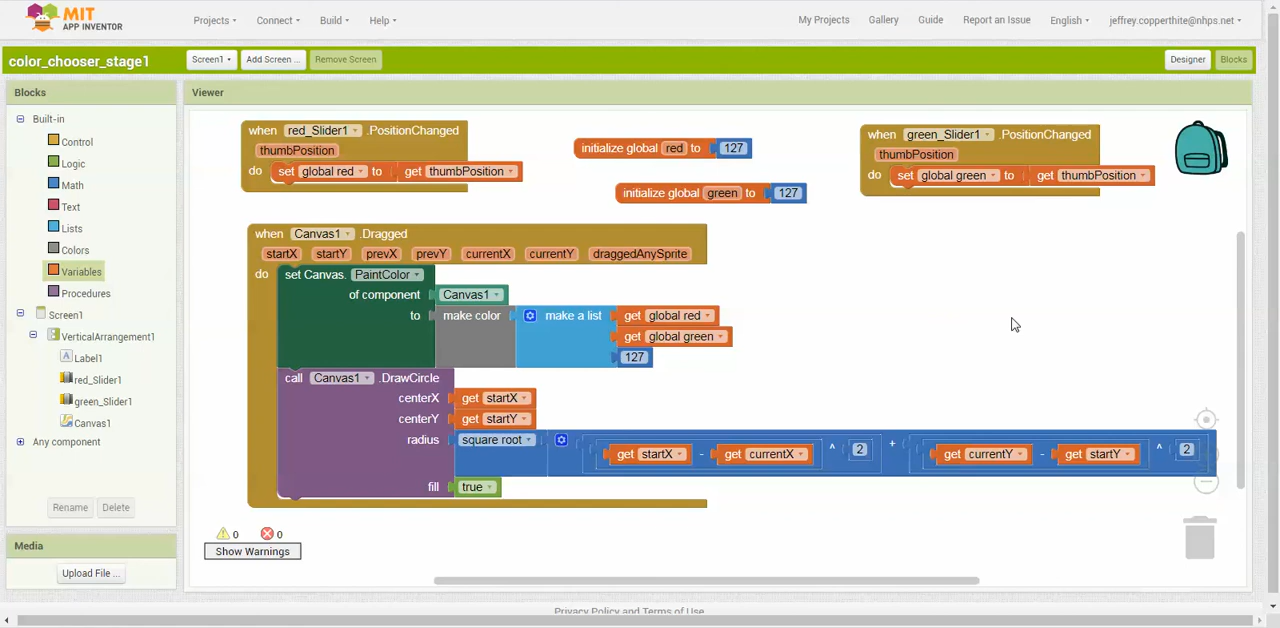 MIT
APP INVENTOR
Projects Connect Build Help
My Projects Gallery Guide Report an Issue English jeffrey.copperthite@nhps.net
color_chooser_stage1
Screen1 Add Screen ... Remove Screen
Designer Blocks
Blocks
Built-in
Control
Logic
Math
Text
Lists
Colors
Variables
Procedures
Screen1
VerticalArrangement1
Label1
red_Slider1
green_Slider1
Canvas1
Any component
Rename Delete
Media
Upload File ...
Viewer
when red_Slider1 .PositionChanged
thumbPosition
do set global red to get thumbPosition
initialize global red to 127
initialize global green to 127
when green_Slider1 .PositionChanged
thumbPosition
do set global green to get thumbPosition
when Canvas1 .Dragged
startX startY prevX prevY currentX currentY draggedAnySprite
do set Canvas. PaintColor
of component Canvas1
to make color make a list get global red
get global green
127
call Canvas1 .DrawCircle
centerX get startX
centerY get startY
radius square root get startX - get currentX ^ 2 + get currentY - get startY ^ 2
fill true
0 0
Show Warnings
Privacy Policy and Terms of Use